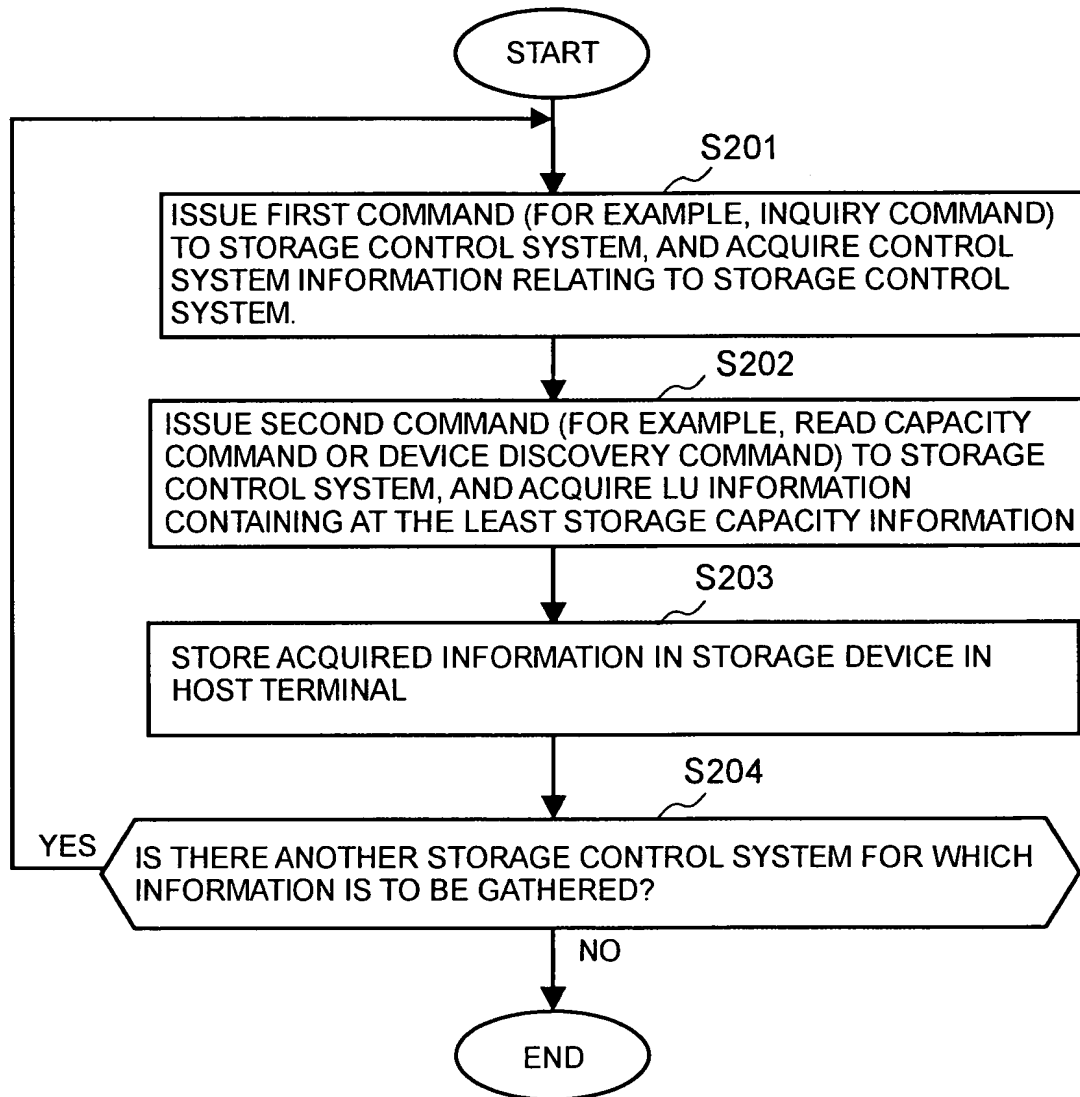 START
S201
ISSUE FIRST COMMAND (FOR EXAMPLE, INQUIRY COMMAND)
TO STORAGE CONTROL SYSTEM, AND ACQUIRE CONTROL
SYSTEM INFORMATION RELATING TO STORAGE CONTROL
SYSTEM.
S202
ISSUE SECOND COMMAND (FOR EXAMPLE, READ CAPACITY
COMMAND OR DEVICE DISCOVERY COMMAND) TO STORAGE
CONTROL SYSTEM, AND ACQUIRE LU INFORMATION
CONTAINING AT THE LEAST STORAGE CAPACITY INFORMATION
S203
STORE ACQUIRED INFORMATION IN STORAGE DEVICE IN
HOST TERMINAL
S204
YES
IS THERE ANOTHER STORAGE CONTROL SYSTEM FOR WHICH
INFORMATION IS TO BE GATHERED?
NO
END